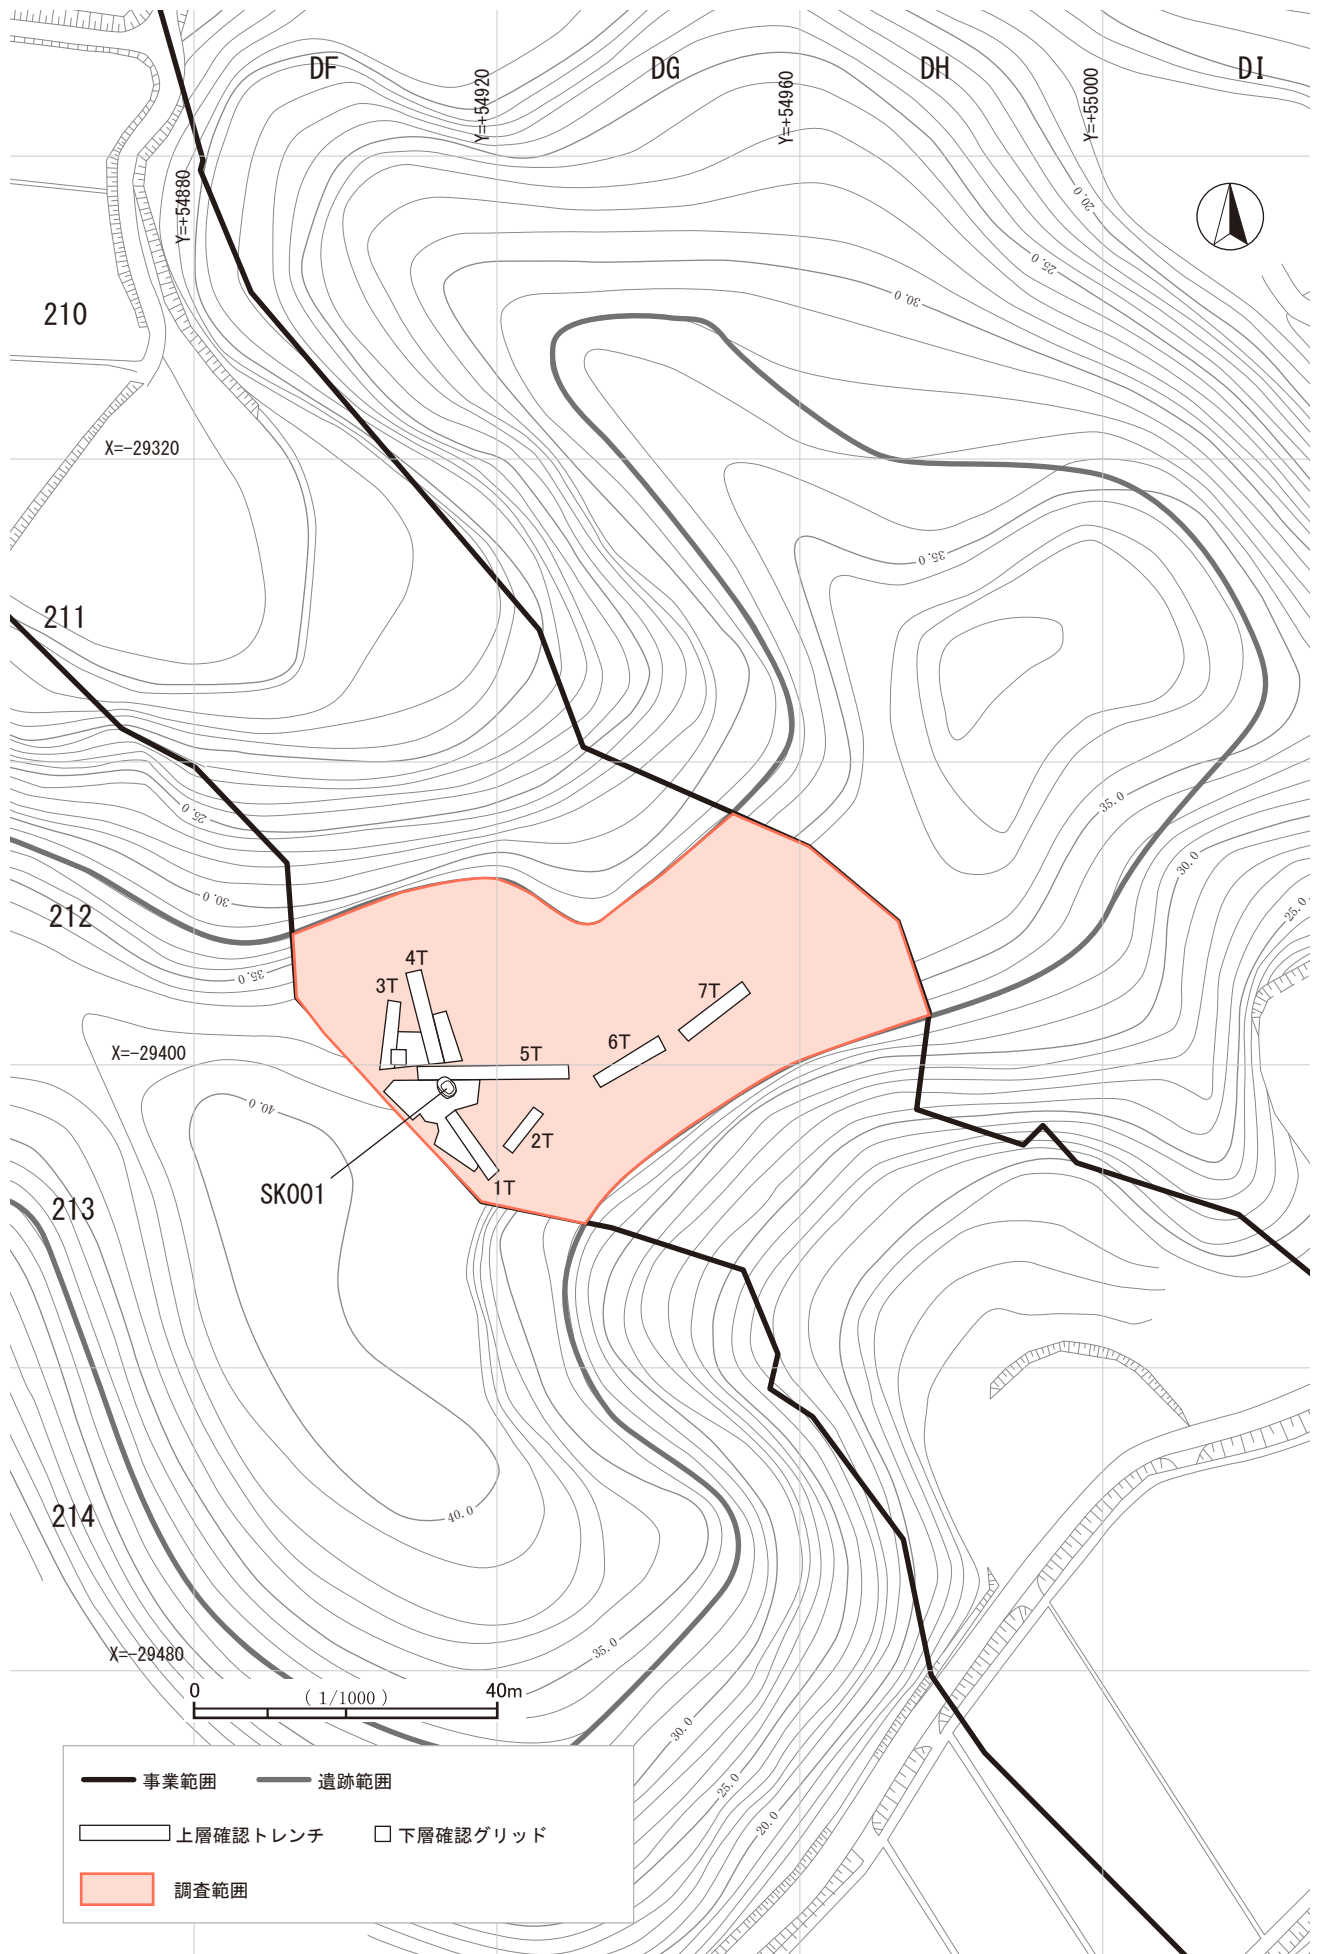 DF
DG
DH
DI
Y=+54880
Y=+54920
Y=+54960
Y=+55000
20.0
25.0
30.0
210
X=-29320
35.0
211
25.0
35.0
30.0
30.0
25.0
212
35.0
4T
3T
7T
6T
5T
X=-29400
40.0
2T
1T
SK001
213
40.0
214
35.0
X=-29480
0
(1/1000)
40m
30.0
25.0
20.0
事業範囲
遺跡範囲
上層確認トレンチ
下層確認グリッド
調査範囲